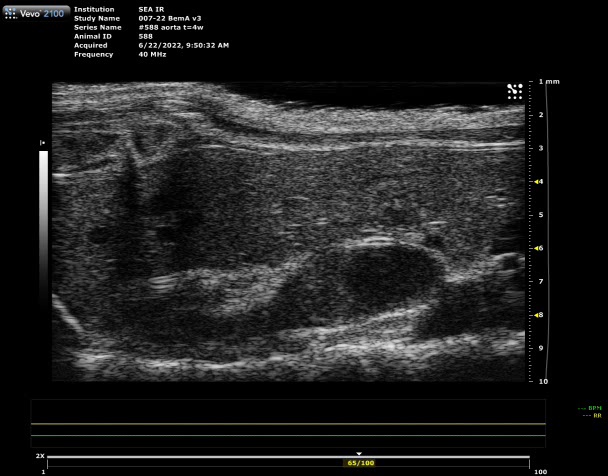 Vevo 2100
Institution SEA IR
Study Name 007-22 BemA v3
Series Name #588 aorta t=4w
Animal ID 588
Acquired 6/22/2022, 9:50:32 AM
Frequency 40 MHz
1 mm
2
3
4
5
6
7
8
9
10
--- BPM
--- RR
2X
65/100
1 100